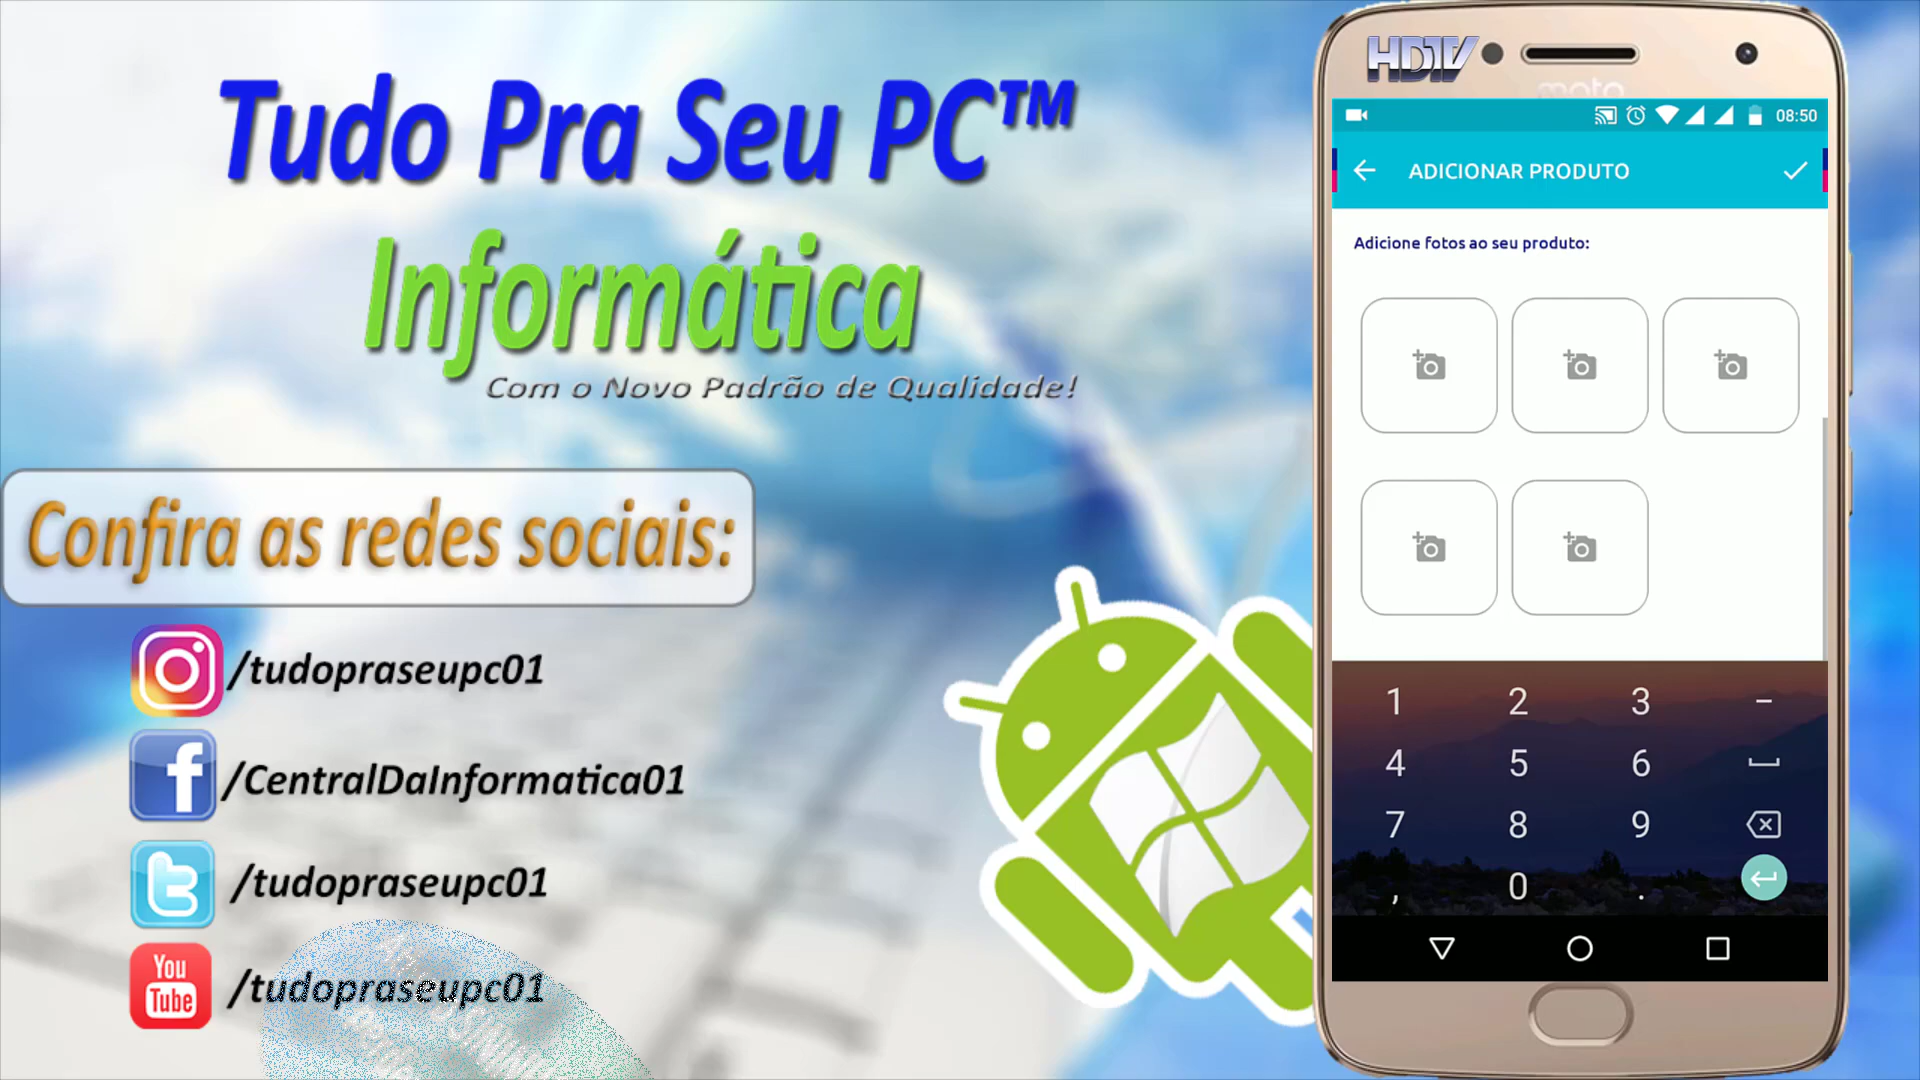 Tudo Pra Seu PC™
Informática
Com o Novo Padrão de Qualidade!
Confira as redes sociais:
/tudopraseupc01
/CentralDaInformatica01
/tudopraseupc01
You
Tube
/tudopraseupc01
HDTV
moto
08:50
ADICIONAR PRODUTO
Adicione fotos ao seu produto:
1 2 3 -
4 5 6
7 8 9
, 0 .